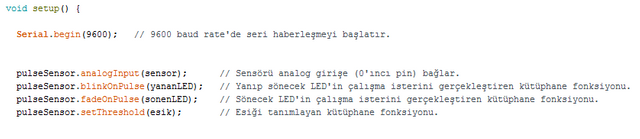 void setup() {
Serial.begin(9600);   // 9600 baud rate'de seri haberleşmeyi başlatır.
pulseSensor.analogInput(sensor);      // Sensörü analog girişe (0'ıncı pin) bağlar.
pulseSensor.blinkOnPulse(yananLED);   // Yanıp sönecek LED'in çalışma isterini gerçekleştiren kütüphane fonksiyonu.
pulseSensor.fadeOnPulse(sonenLED);    // Sönecek LED'in çalışma isterini gerçekleştiren kütüphane fonksiyonu.
pulseSensor.setThreshold(esik);       // Eşiği tanımlayan kütüphane fonksiyonu.